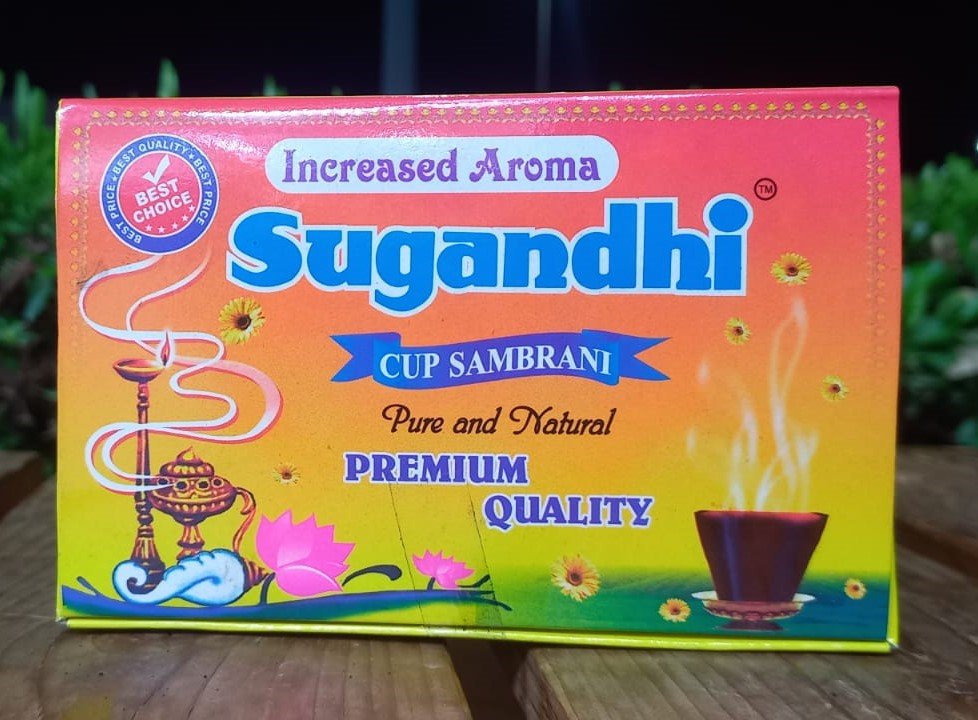 BEST QUALITY ★ BEST PRICE ★ BEST PRICE ★
BEST
CHOICE
Increased Aroma
Sugandhi TM
CUP SAMBRANI
Pure and Natural
PREMIUM
QUALITY